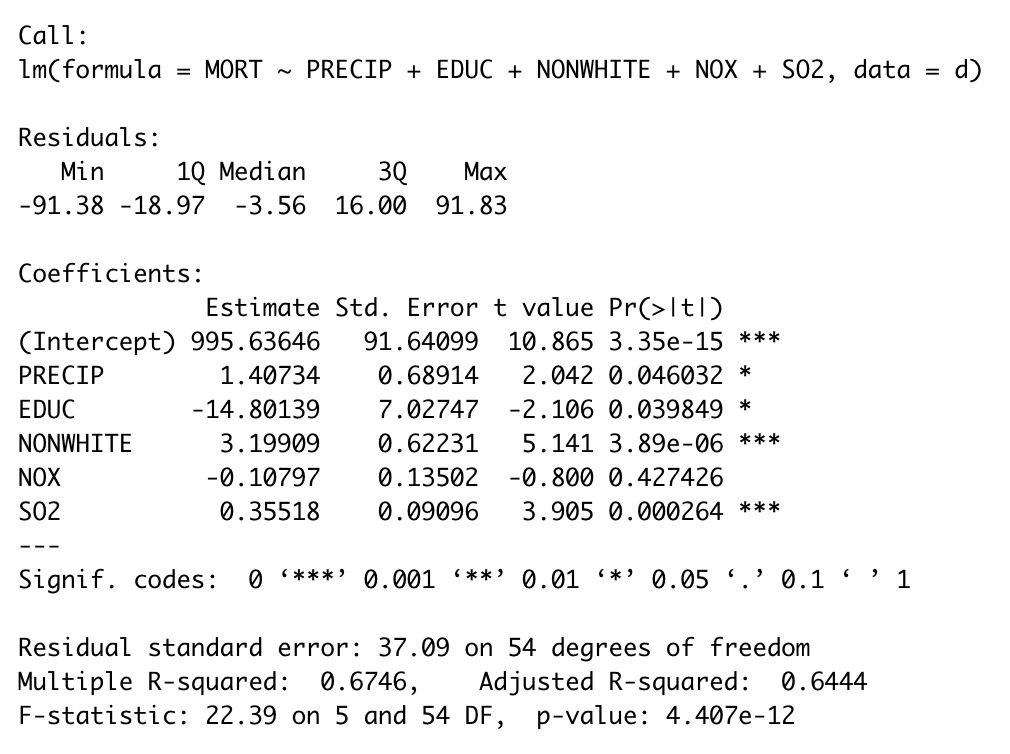 Call:
lm(formula = MORT ~ PRECIP + EDUC + NONWHITE + NOX + SO2, data = d)
Residuals:
Min 1Q Median 3Q Max
-91.38 -18.97 -3.56 16.00 91.83
Coefficients:
Estimate Std. Error t value Pr(>|t|)
(Intercept) 995.63646 91.64099 10.865 3.35e-15 ***
PRECIP 1.40734 0.68914 2.042 0.046032 *
EDUC -14.80139 7.02747 -2.106 0.039849 *
NONWHITE 3.19909 0.62231 5.141 3.89e-06 ***
NOX -0.10797 0.13502 -0.800 0.427426
SO2 0.35518 0.09096 3.905 0.000264 ***
---
Signif. codes: 0 ‘***’ 0.001 ‘**’ 0.01 ‘*’ 0.05 ‘.’ 0.1 ‘ ’ 1
Residual standard error: 37.09 on 54 degrees of freedom
Multiple R-squared: 0.6746, Adjusted R-squared: 0.6444
F-statistic: 22.39 on 5 and 54 DF, p-value: 4.407e-12